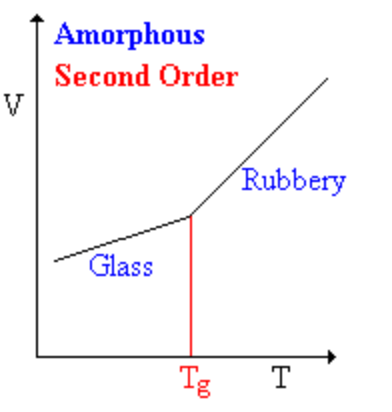 Amorphous
Second Order
V
Rubbery
Glass
Tg
T